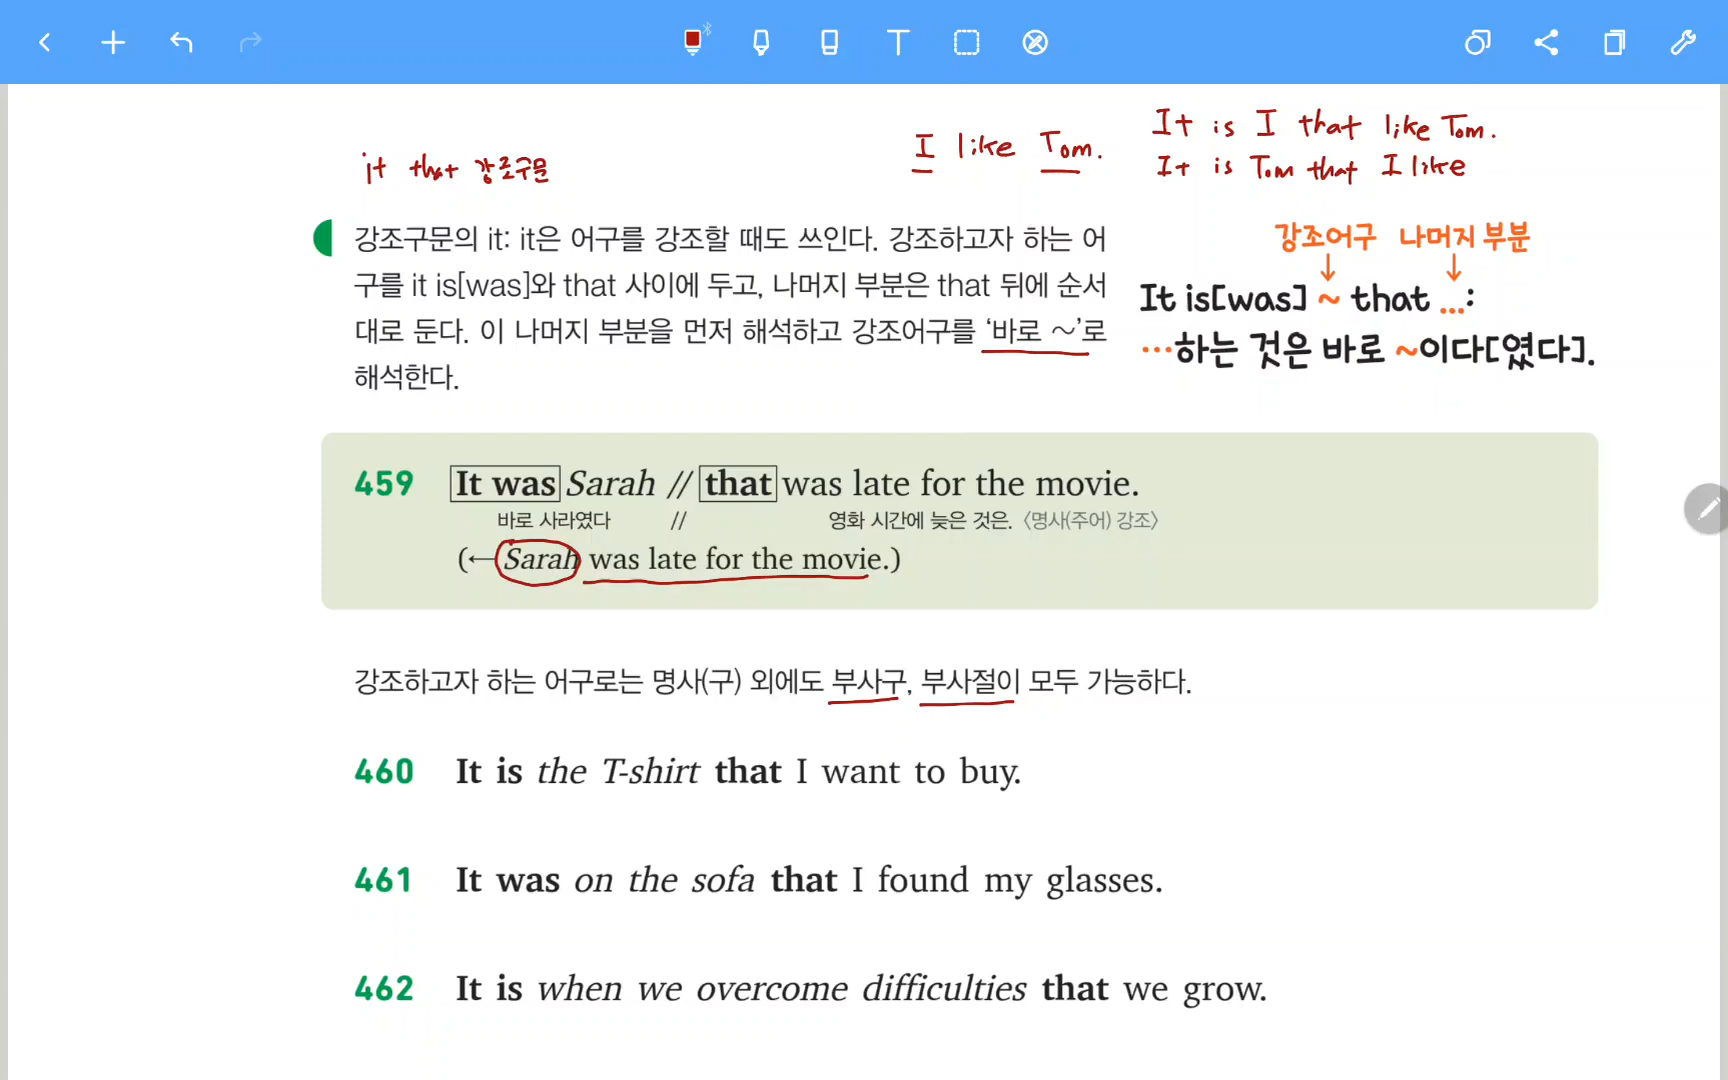 it that 강조구문
I like Tom.
It is I that like Tom.
It is Tom that I like
강조구문의 it: it은 어구를 강조할 때도 쓰인다. 강조하고자 하는 어
구를 it is[was]와 that 사이에 두고, 나머지 부분은 that 뒤에 순서
대로 둔다. 이 나머지 부분을 먼저 해석하고 강조어구를 ‘바로 ~’로
해석한다.
강조어구 나머지 부분
↓ ↓
It is[was] ~ that ...:
...하는 것은 바로 ~이다[였다].
459 It was Sarah // that was late for the movie.
바로 사라였다 // 영화 시간에 늦은 것은. 〈명사(주어) 강조〉
(← Sarah was late for the movie.)
강조하고자 하는 어구로는 명사(구) 외에도 부사구, 부사절이 모두 가능하다.
460 It is the T-shirt that I want to buy.
461 It was on the sofa that I found my glasses.
462 It is when we overcome difficulties that we grow.